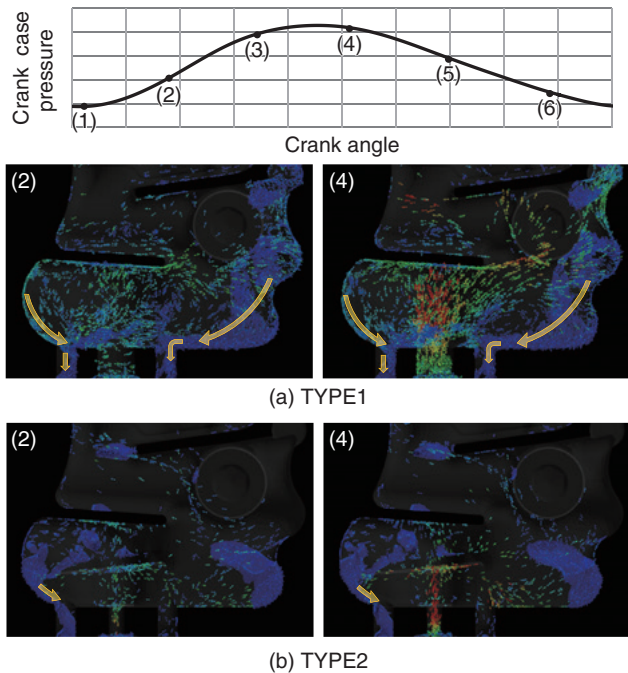 Crank case
pressure
(1)
(2)
(3)
(4)
(5)
(6)
Crank angle
(2)
(4)
(a) TYPE1
(2)
(4)
(b) TYPE2